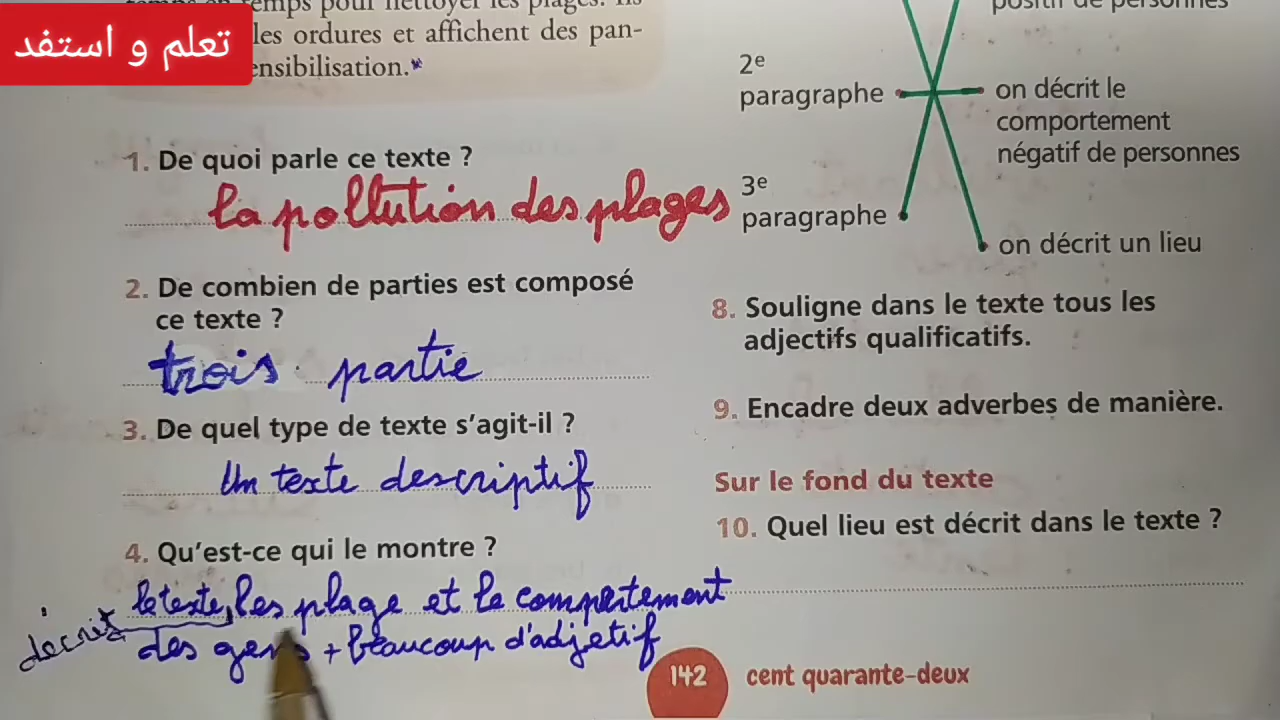 temps en temps pour nettoyer les plages. Ils
تعلم و استفد
les ordures et affichent des pan-
ensibilisation.*
1. De quoi parle ce texte ?
la pollution des plages
2. De combien de parties est composé
ce texte ?
trois partie
3. De quel type de texte s'agit-il ?
Un texte descriptif
4. Qu'est-ce qui le montre ?
le texte, les plage et le comportement
décrit
des gens + beaucoup d'adjetif
positif de personnes
2e
paragraphe
on décrit le
comportement
négatif de personnes
3e
paragraphe
on décrit un lieu
8. Souligne dans le texte tous les
adjectifs qualificatifs.
9. Encadre deux adverbes de manière.
Sur le fond du texte
10. Quel lieu est décrit dans le texte ?
142 cent quarante-deux